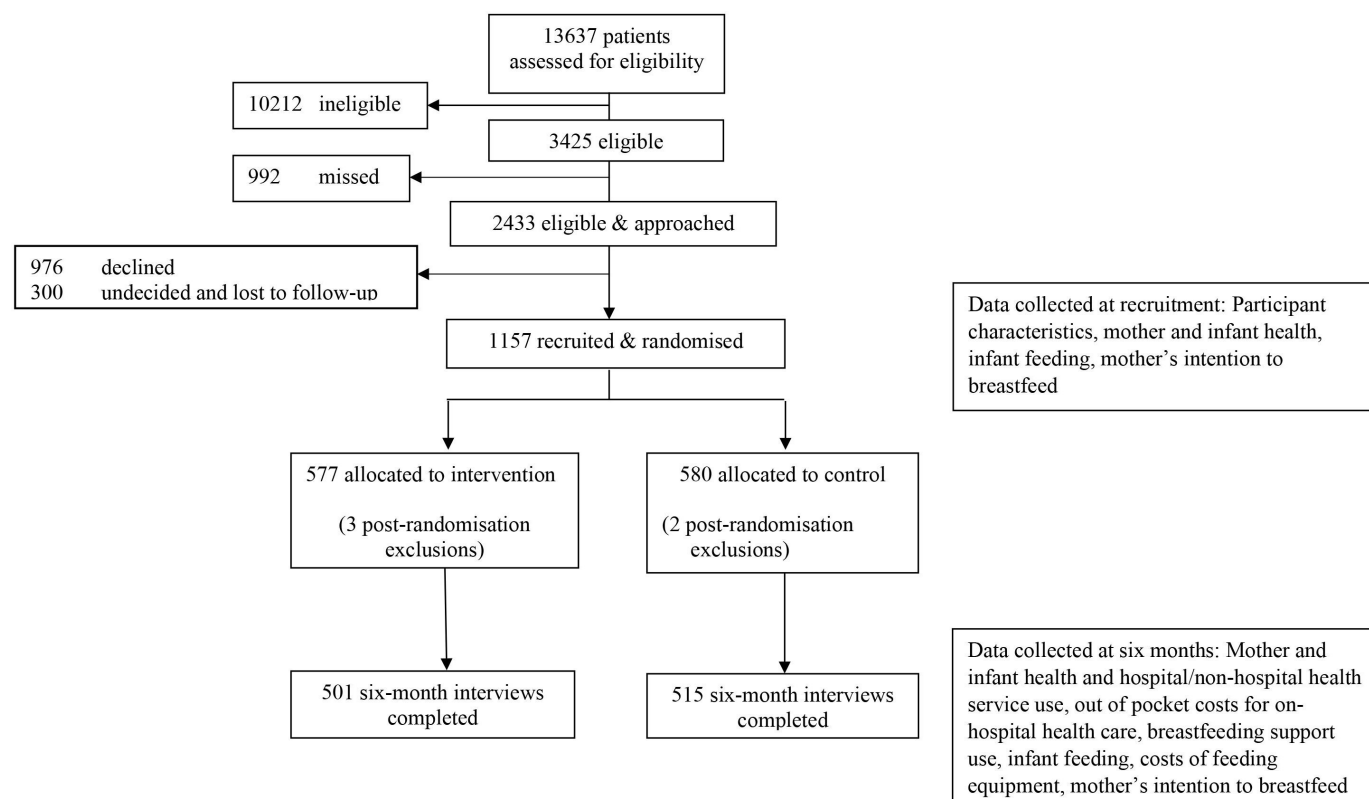 13637 patients
assessed for eligibility
10212 ineligible
3425 eligible
992 missed
2433 eligible & approached
976 declined
300 undecided and lost to follow-up
1157 recruited & randomised
Data collected at recruitment: Participant
characteristics, mother and infant health,
infant feeding, mother’s intention to
breastfeed
577 allocated to intervention
(3 post-randomisation
exclusions)
580 allocated to control
(2 post-randomisation
exclusions)
501 six-month interviews
completed
515 six-month interviews
completed
Data collected at six months: Mother and
infant health and hospital/non-hospital health
service use, out of pocket costs for on-
hospital health care, breastfeeding support
use, infant feeding, costs of feeding
equipment, mother’s intention to breastfeed